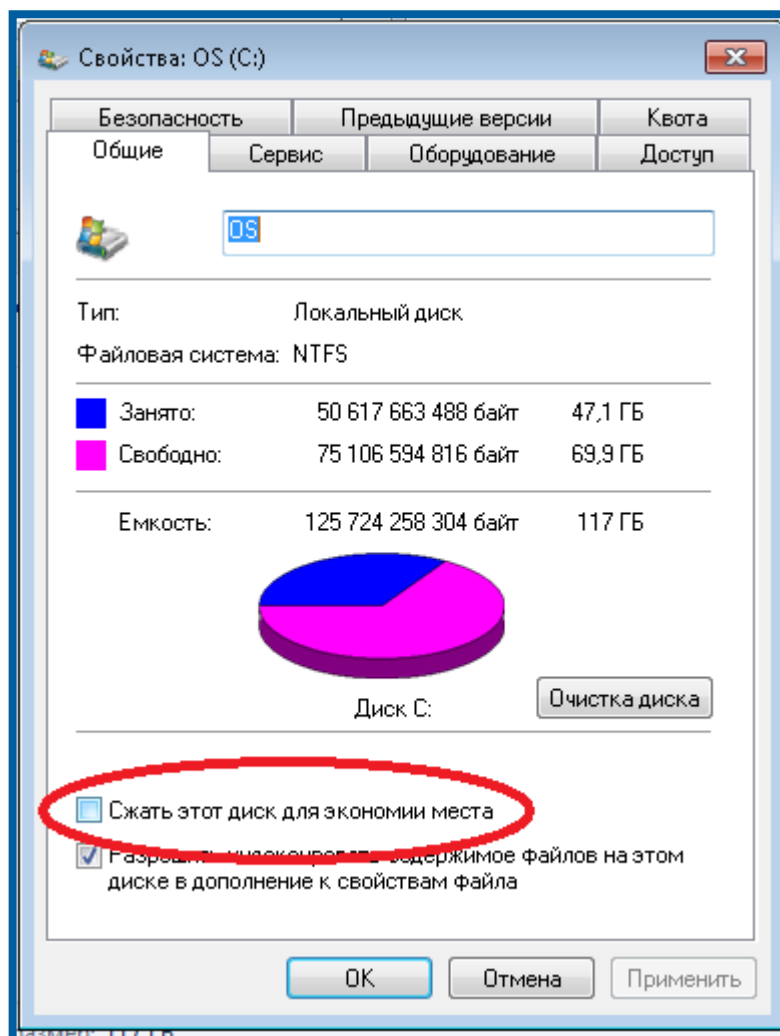 Свойства: OS (C:)
Безопасность Предыдущие версии Квота
Общие Сервис Оборудование Доступ
OS
Тип: Локальный диск
Файловая система: NTFS
Занято: 50 617 663 488 байт 47,1 ГБ
Свободно: 75 106 594 816 байт 69,9 ГБ
Емкость: 125 724 258 304 байт 117 ГБ
Диск C:
Очистка диска
Сжать этот диск для экономии места
Разрешить индексировать содержимое файлов на этом
диске в дополнение к свойствам файла
OK Отмена Применить